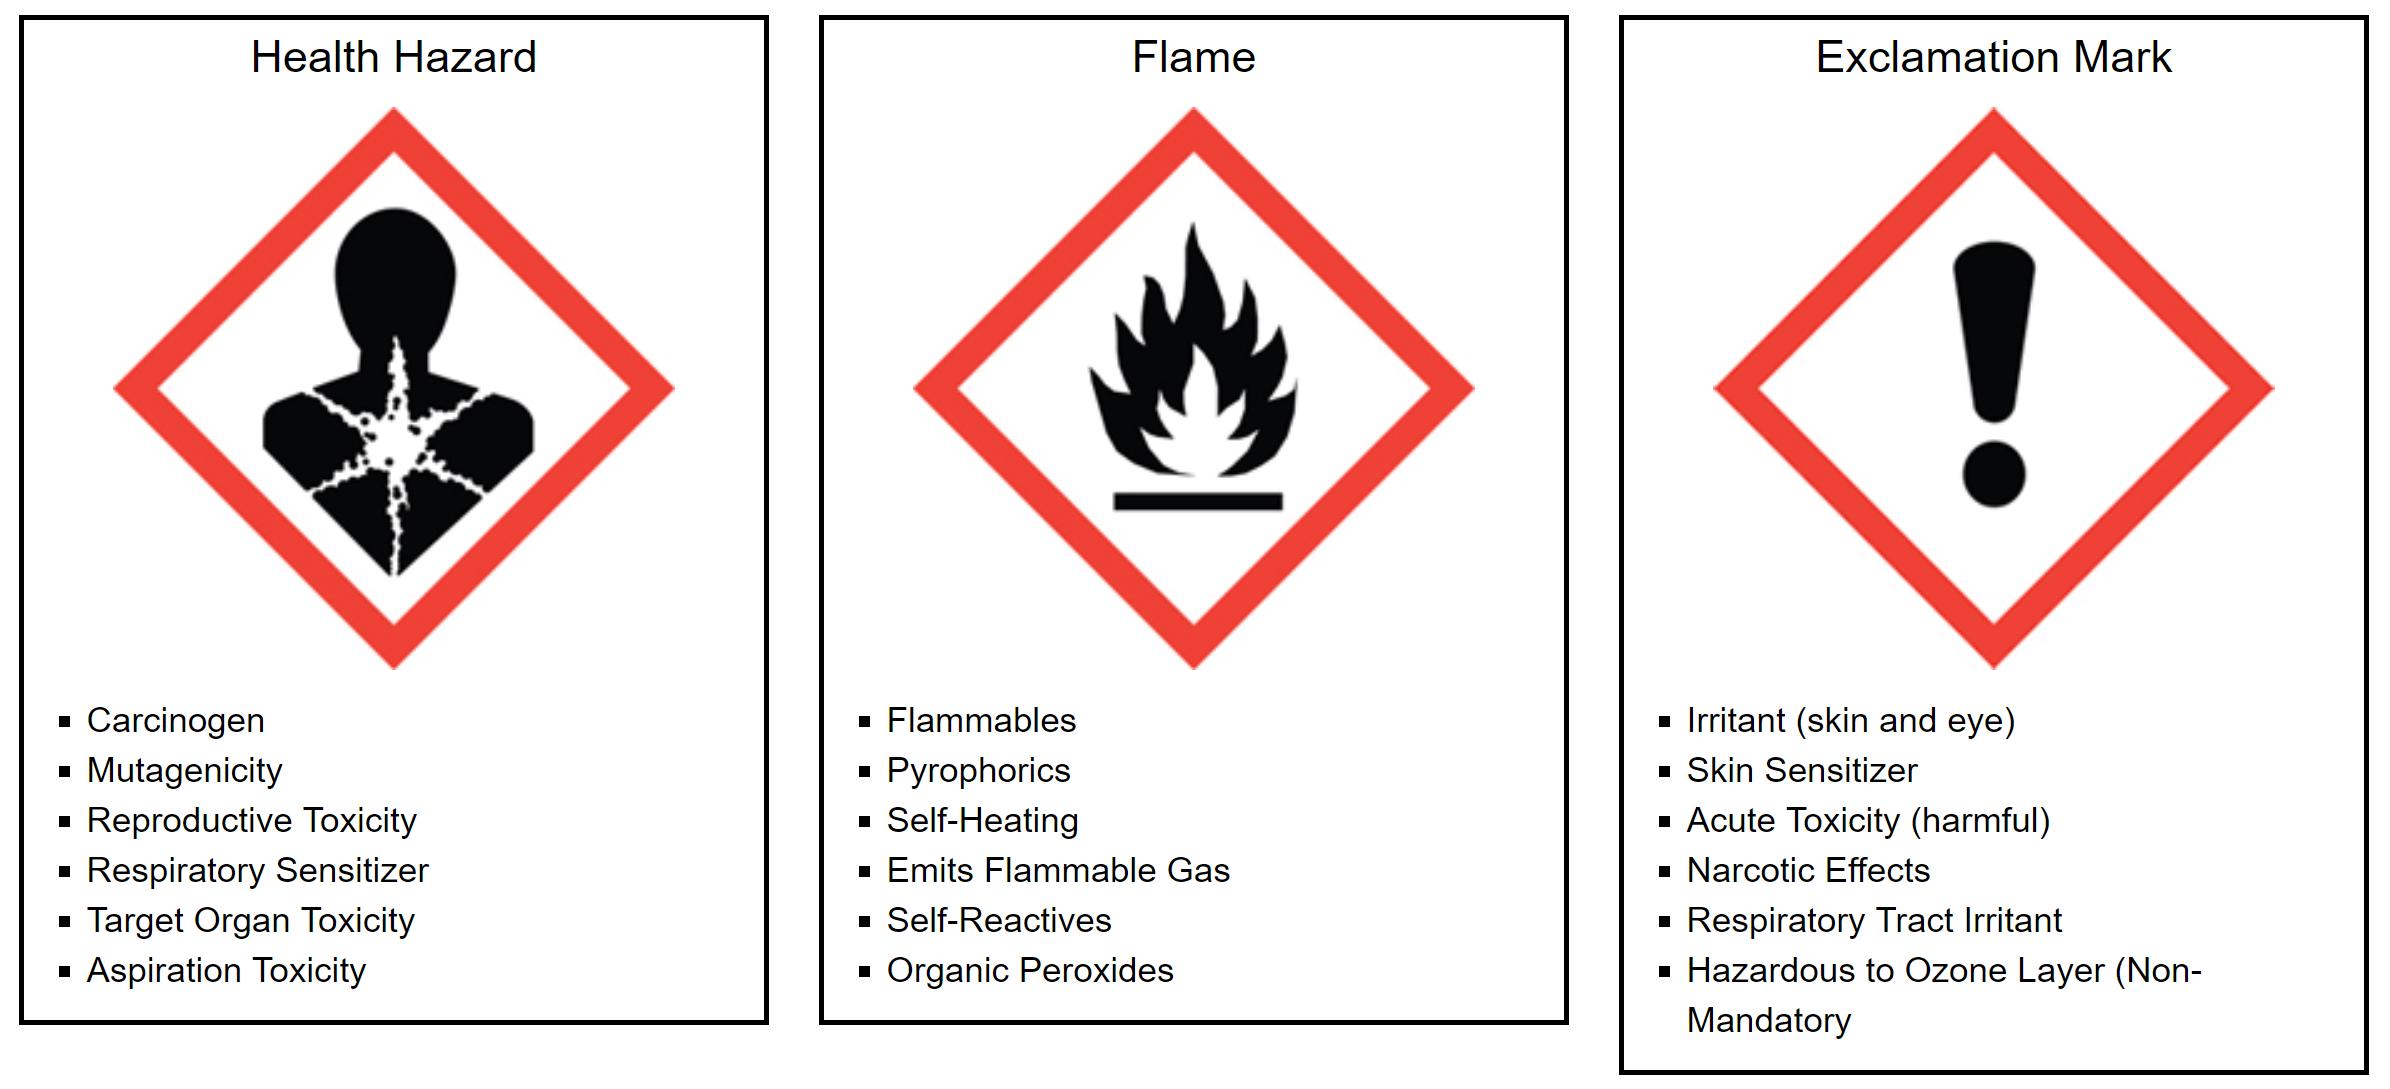 Health Hazard
Carcinogen
Mutagenicity
Reproductive Toxicity
Respiratory Sensitizer
Target Organ Toxicity
Aspiration Toxicity
Flame
Flammables
Pyrophorics
Self-Heating
Emits Flammable Gas
Self-Reactives
Organic Peroxides
Exclamation Mark
Irritant (skin and eye)
Skin Sensitizer
Acute Toxicity (harmful)
Narcotic Effects
Respiratory Tract Irritant
Hazardous to Ozone Layer (Non-
Mandatory